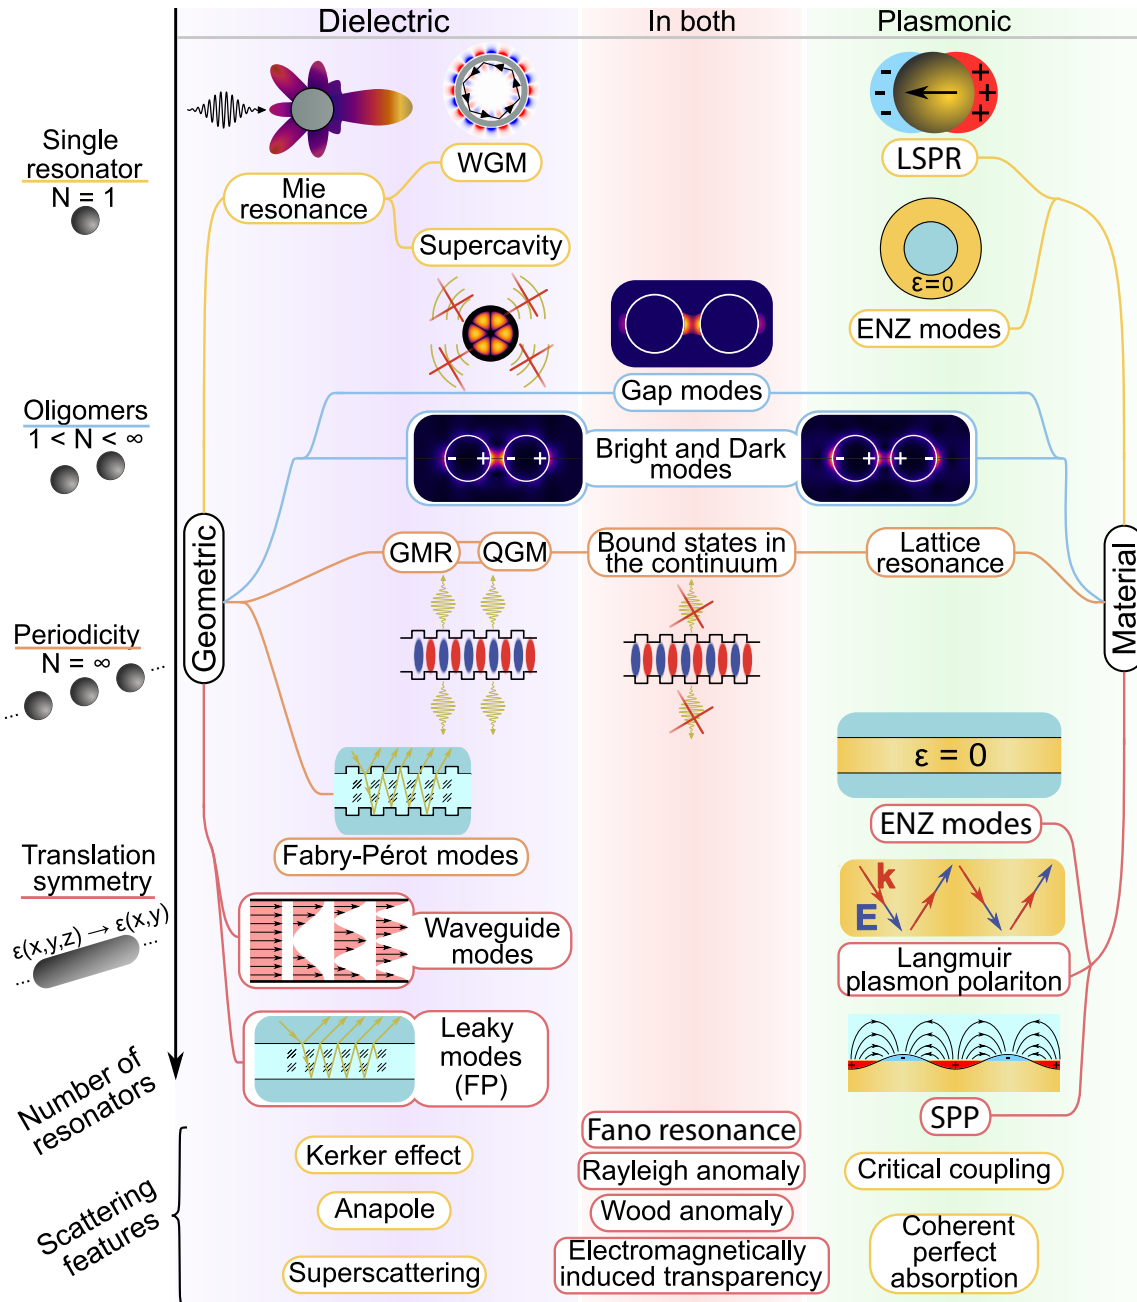 Dielectric
In both
Plasmonic
Single
resonator
N = 1
WGM
Mie
resonance
Supercavity
- + 
- +
- +
LSPR
ε=0
ENZ modes
Oligomers
1 < N < ∞
Gap modes
- + - +
Bright and Dark
modes
- + + -
Geometric
Material
GMR
QGM
Bound states in
the continuum
Lattice
resonance
Periodicity
N = ∞
...
...
Fabry-Pérot modes
ε = 0
ENZ modes
Translation
symmetry
ε(x,y,z) → ε(x,y)
...
...
Waveguide
modes
k
E
Langmuir
plasmon polariton
Leaky
modes
(FP)
+ - + - +
SPP
Number of
resonators
Scattering
features
Kerker effect
Anapole
Superscattering
Fano resonance
Rayleigh anomaly
Wood anomaly
Electromagnetically
induced transparency
Critical coupling
Coherent
perfect
absorption